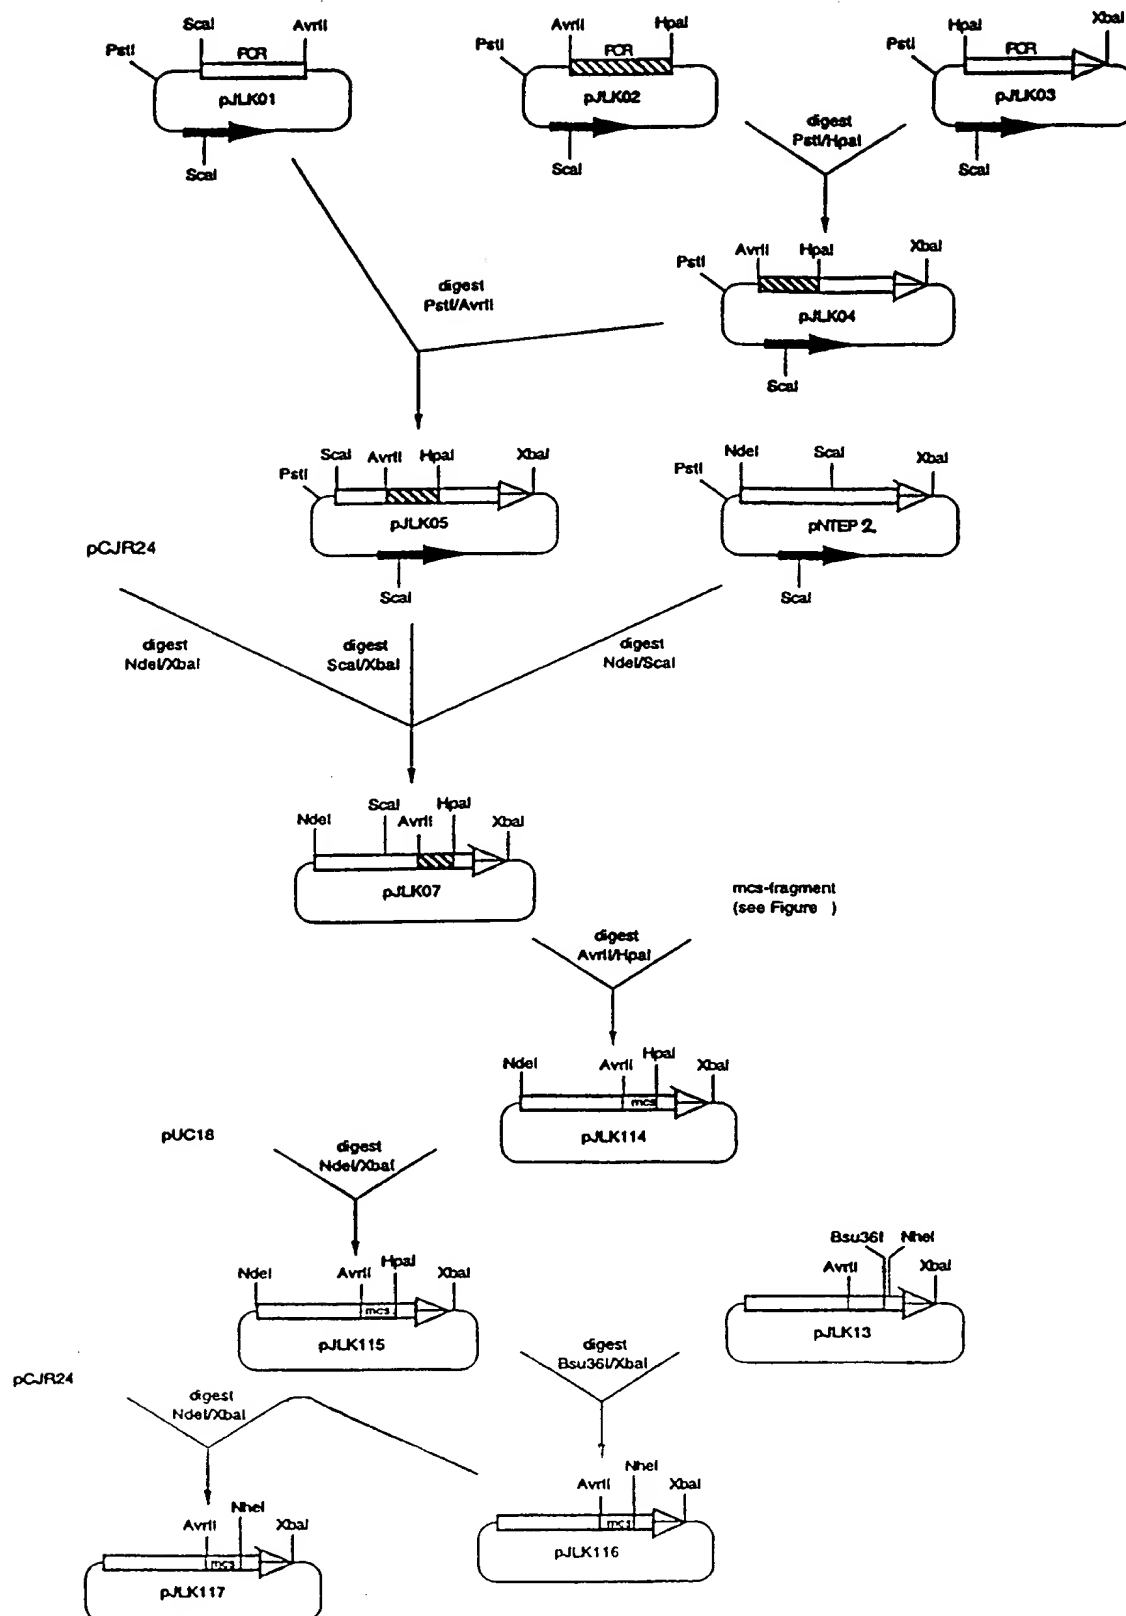 ScaI
AvrII
PstI
PCR
pJLK01
ScaI
AvrII
HpaI
PstI
PCR
pJLK02
ScaI
HpaI
XbaI
PstI
PCR
pJLK03
ScaI
digest
PstI/HpaI
AvrII
HpaI
XbaI
PstI
pJLK04
ScaI
digest
PstI/AvrII
ScaI
AvrII
HpaI
XbaI
PstI
pJLK05
ScaI
NdeI
ScaI
XbaI
PstI
pNTEP2
ScaI
pCJR24
digest
NdeI/XbaI
digest
ScaI/XbaI
digest
NdeI/ScaI
NdeI
ScaI
AvrII
HpaI
XbaI
pJLK07
mcs-fragment
(see Figure )
digest
AvrII/HpaI
NdeI
AvrII
HpaI
XbaI
mcs
pJLK114
pUC18
digest
NdeI/XbaI
NdeI
AvrII
HpaI
XbaI
mcs
pJLK115
Bsu36I
NheI
AvrII
XbaI
pJLK13
digest
Bsu36I/XbaI
pCJR24
digest
NdeI/XbaI
AvrII
NheI
XbaI
mcs
pJLK116
AvrII
NheI
XbaI
mcs
pJLK117